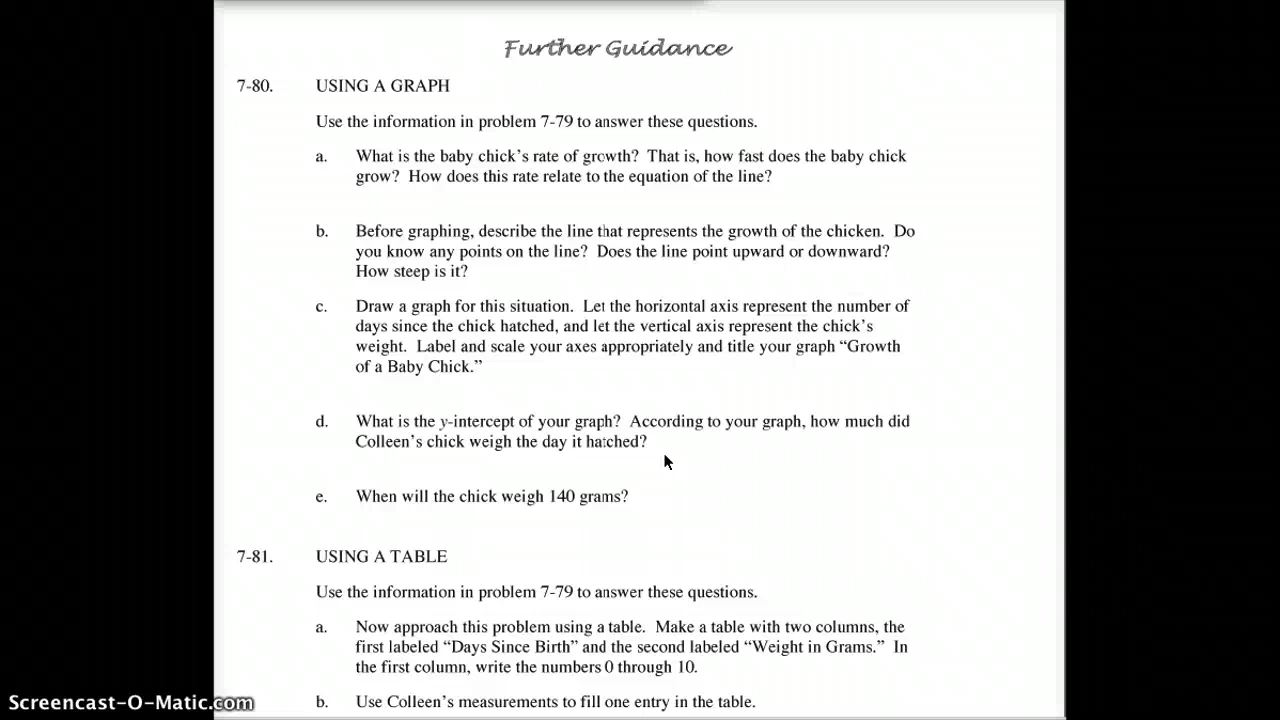 Further Guidance
7-80. USING A GRAPH
Use the information in problem 7-79 to answer these questions.
a. What is the baby chick's rate of growth? That is, how fast does the baby chick
grow? How does this rate relate to the equation of the line?
b. Before graphing, describe the line that represents the growth of the chicken. Do
you know any points on the line? Does the line point upward or downward?
How steep is it?
c. Draw a graph for this situation. Let the horizontal axis represent the number of
days since the chick hatched, and let the vertical axis represent the chick's
weight. Label and scale your axes appropriately and title your graph “Growth
of a Baby Chick.”
d. What is the y-intercept of your graph? According to your graph, how much did
Colleen's chick weigh the day it hatched?
e. When will the chick weigh 140 grams?
7-81. USING A TABLE
Use the information in problem 7-79 to answer these questions.
a. Now approach this problem using a table. Make a table with two columns, the
first labeled “Days Since Birth” and the second labeled “Weight in Grams.” In
the first column, write the numbers 0 through 10.
b. Use Colleen's measurements to fill one entry in the table.
Screencast-O-Matic.com